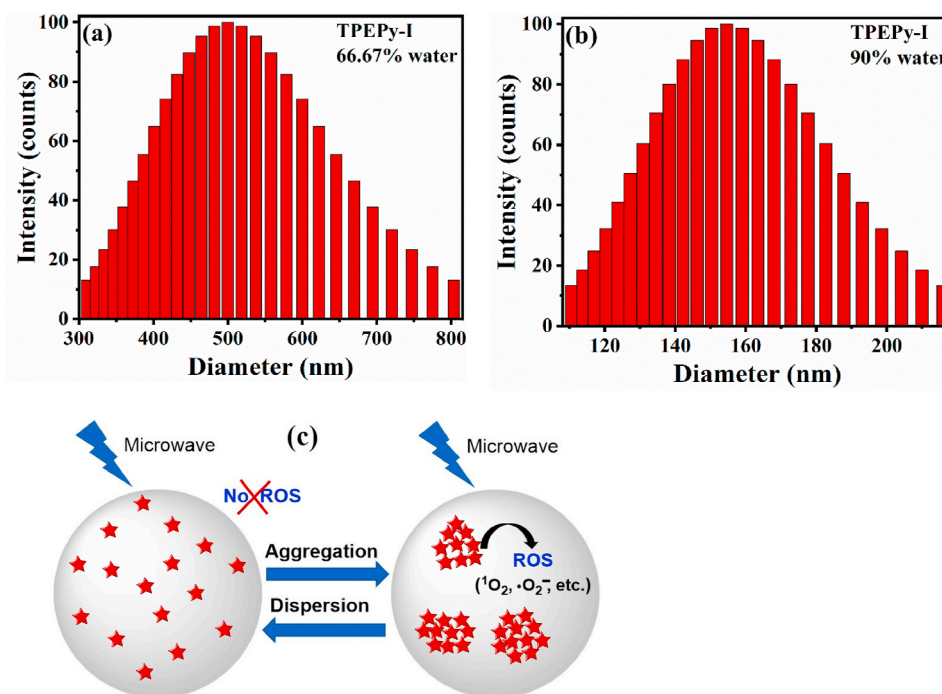 (a)
TPEPy-I
66.67% water
Intensity (counts)
100
80
60
40
20
0
300 400 500 600 700 800
Diameter (nm)
(b)
TPEPy-I
90% water
Intensity (counts)
100
80
60
40
20
0
120 140 160 180 200
Diameter (nm)
(c)
Microwave
No ROS
Aggregation
Dispersion
Microwave
ROS
(¹O₂, ·O₂⁻, etc.)